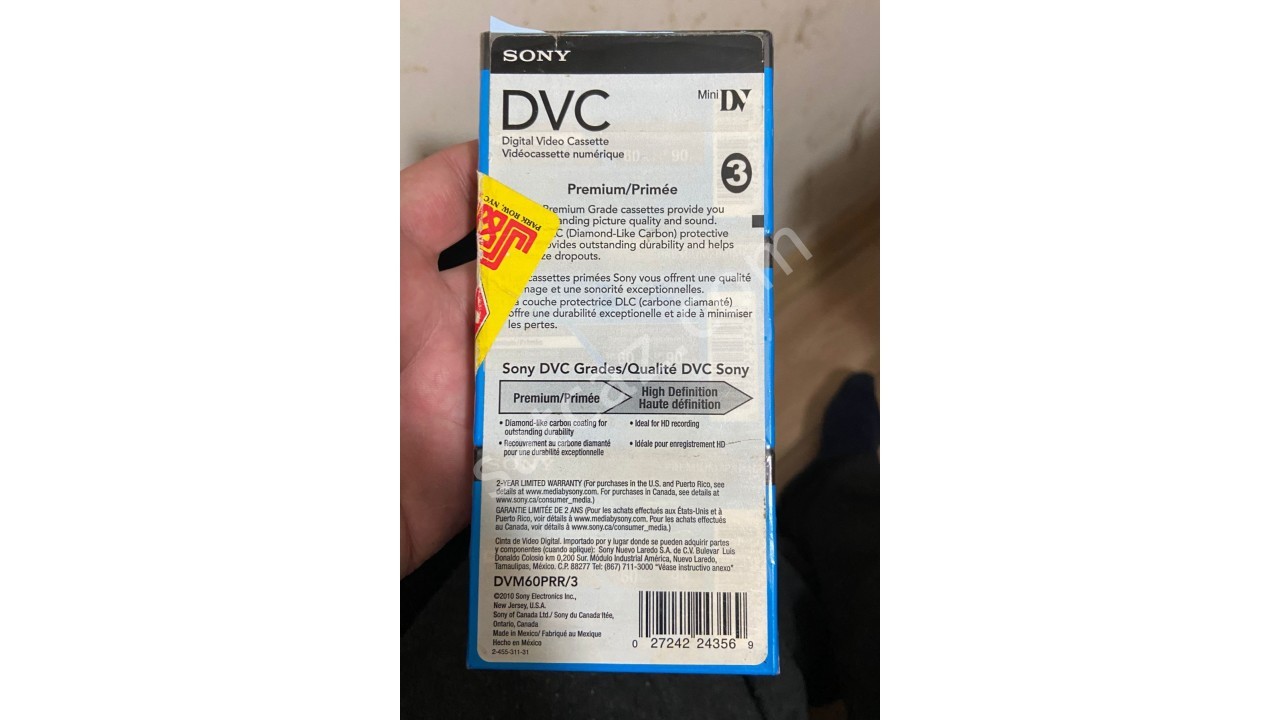 SONY
DVC
Mini DV
Digital Video Cassette
Vidéocassette numérique
3
Premium/Primée
Premium Grade cassettes provide you
anding picture quality and sound.
C (Diamond-Like Carbon) protective
ovides outstanding durability and helps
ze dropouts.
cassettes primées Sony vous offrent une qualité
mage et une sonorité exceptionnelles.
a couche protectrice DLC (carbone diamanté)
offre une durabilité exceptionelle et aide à minimiser
les pertes.
PARK ROW, NYC
J&R
Sony DVC Grades/Qualité DVC Sony
Premium/Primée
High Definition
Haute définition
• Diamond-like carbon coating for
outstanding durability
• Recouvrement au carbone diamanté
pour une durabilité exceptionnelle
• Ideal for HD recording
• Idéale pour enregistrement HD
2-YEAR LIMITED WARRANTY (For purchases in the U.S. and Puerto Rico, see
details at www.mediabysony.com. For purchases in Canada, see details at
www.sony.ca/consumer_media.)
GARANTIE LIMITÉE DE 2 ANS (Pour les achats effectués aux États-Unis et à
Puerto Rico, voir détails à www.mediabysony.com. Pour les achats effectués
au Canada, voir détails à www.sony.ca/consumer_media.)
Cinta de Video Digital. Importado por y lugar donde se pueden adquirir partes
y componentes (cuando aplique): Sony Nuevo Laredo S.A. de C.V. Bulevar Luis
Donaldo Colosio km 0,200 Sur. Módulo Industrial América, Nuevo Laredo,
Tamaulipas, México. C.P. 88277 Tel: (867) 711-3000 "Véase instructivo anexo"
DVM60PRR/3
©2010 Sony Electronics Inc.,
New Jersey, U.S.A.
Sony of Canada Ltd./ Sony du Canada ltée,
Ontario, Canada
Made in Mexico/ Fabriqué au Mexique
Hecho en México
2-455-311-31
0 27242 24356 9